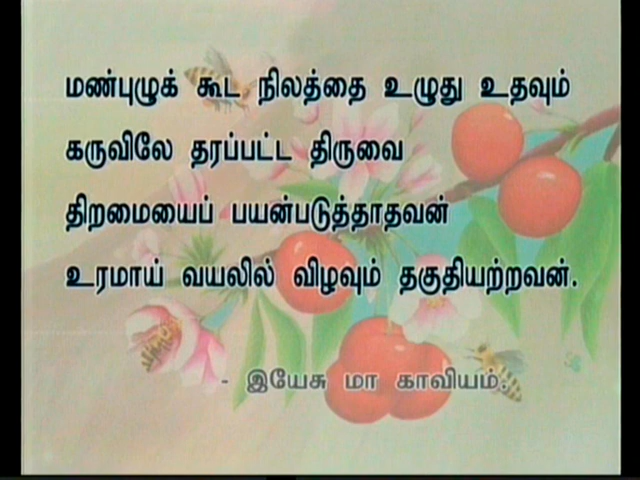 மண்புழுக் கூட நிலத்தை உழுது உதவும்
கருவிலே தரப்பட்ட திருவை
திறமையைப் பயன்படுத்தாதவன்
உரமாய் வயலில் விழவும் தகுதியற்றவன்.
- இயேசு மா காவியம்.